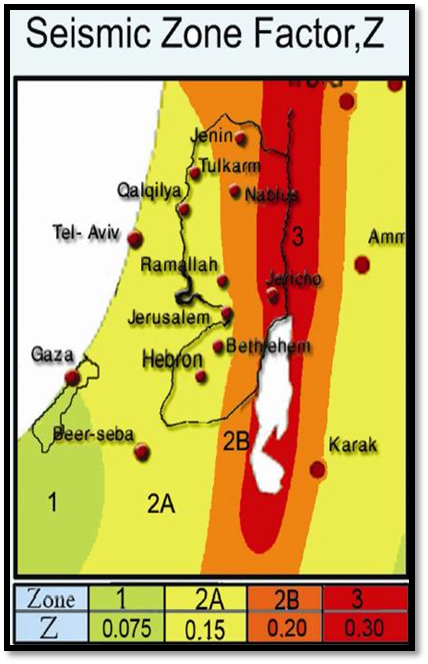 Seismic Zone Factor,Z
Jenin
Tulkarm
Qalqilya
Nablus
Tel- Aviv
3
Amm
Ramallah
Jericho
Jerusalem
Gaza
Hebron
Bethlehem
Beer-seba
2B
Karak
1
2A
Zone 1 2A 2B 3
Z 0.075 0.15 0.20 0.30